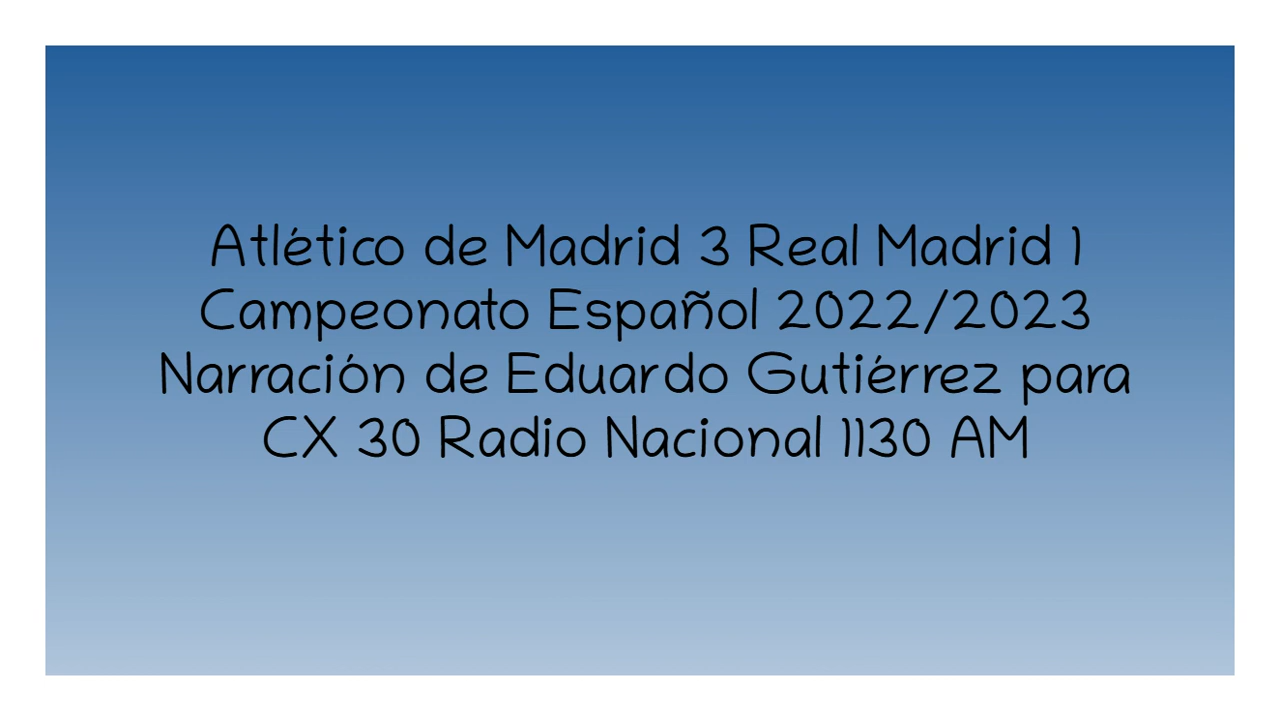 Atlético de Madrid 3 Real Madrid 1
Campeonato Español 2022/2023
Narración de Eduardo Gutiérrez para
CX 30 Radio Nacional 1130 AM